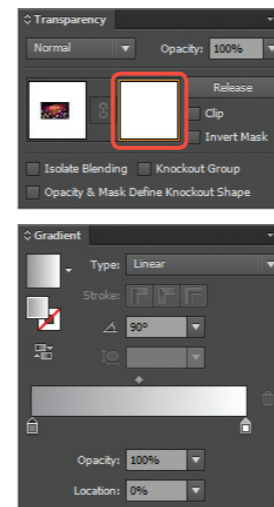 Transparency
Normal Opacity: 100%
Release
Clip
Invert Mask
Isolate Blending Knockout Group
Opacity & Mask Define Knockout Shape
Gradient
Type: Linear
Stroke:
90°
Opacity: 100%
Location: 0%